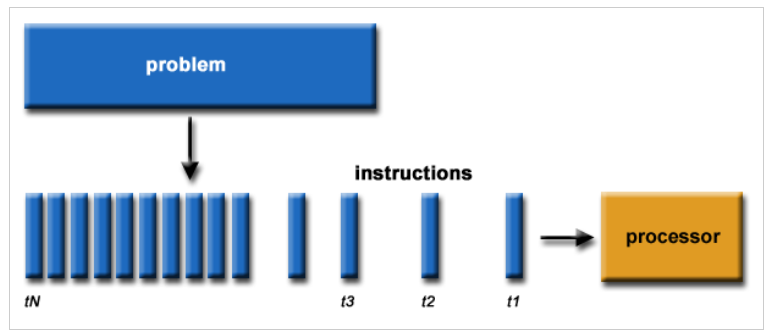 problem
instructions
processor
tN
t3
t2
t1